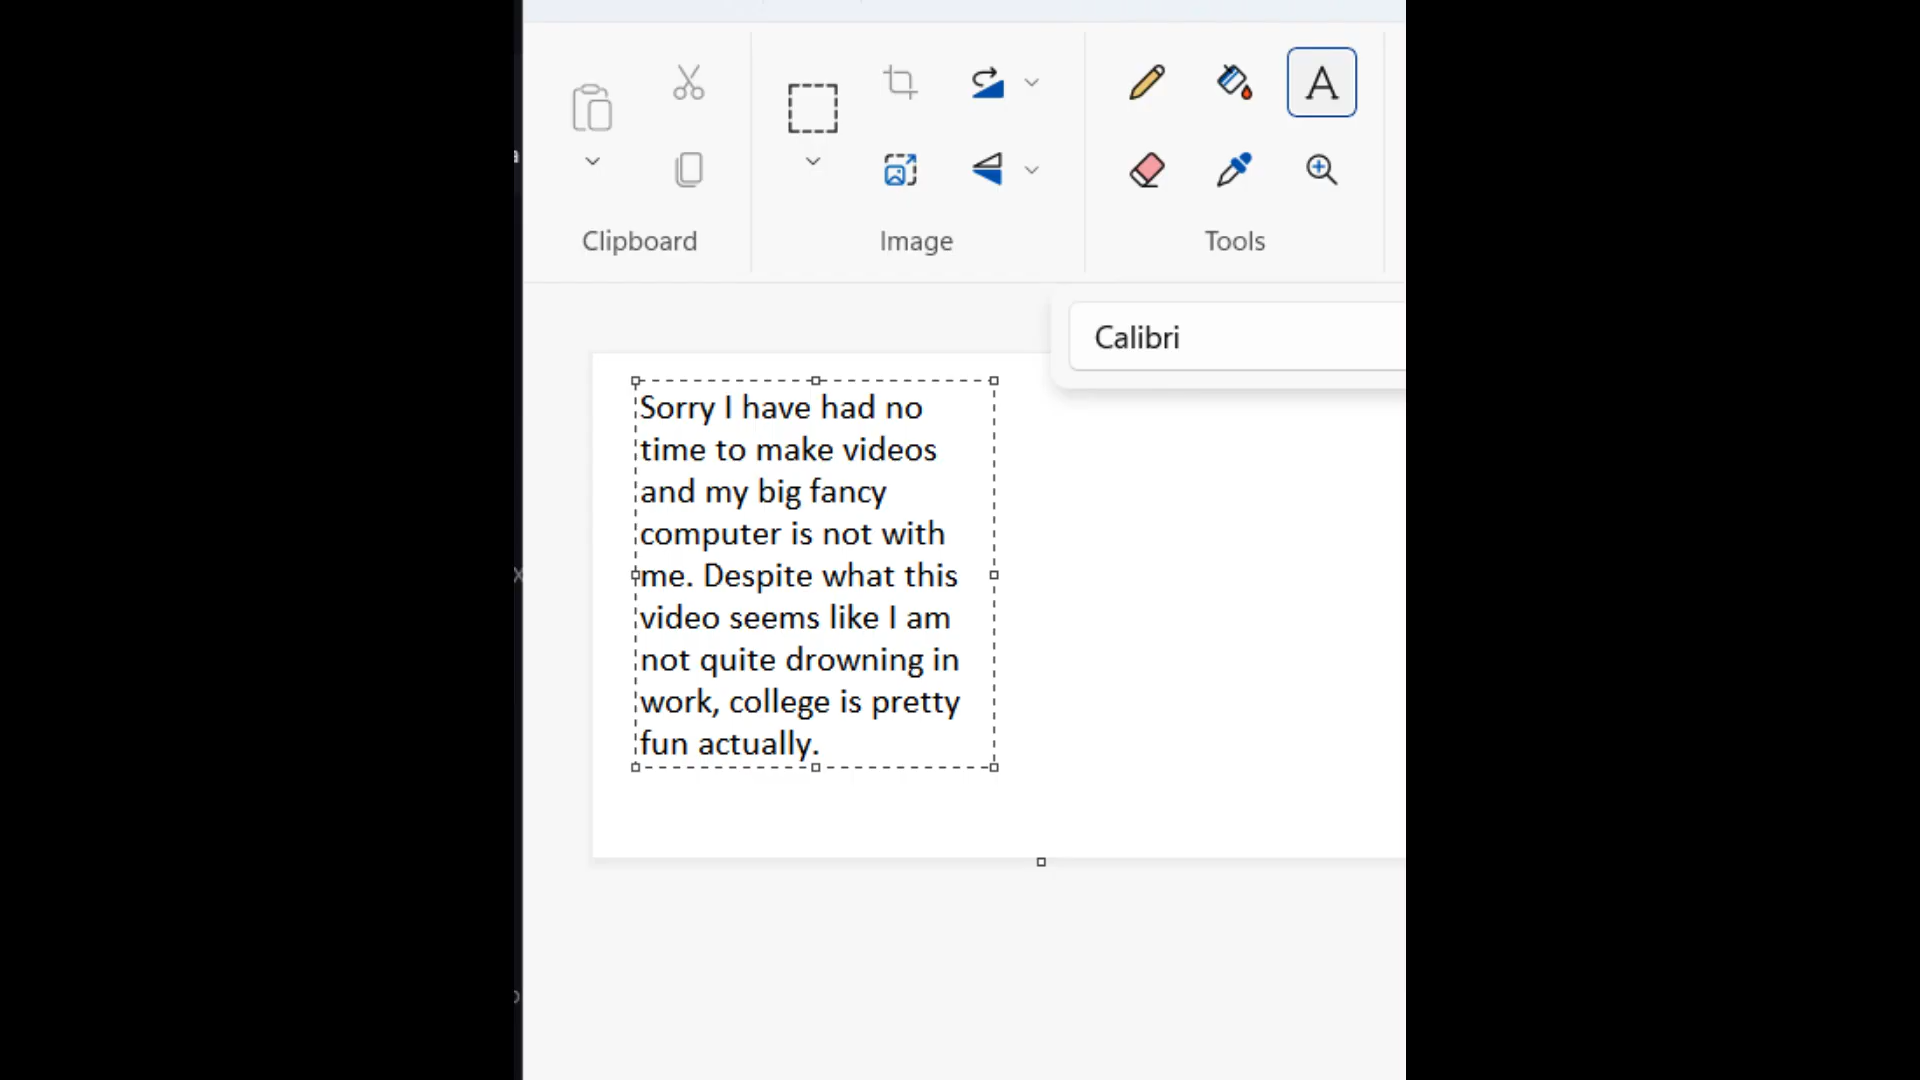 Clipboard
Image
Tools
Calibri
Sorry I have had no
time to make videos
and my big fancy
computer is not with
me. Despite what this
video seems like I am
not quite drowning in
work, college is pretty
fun actually.